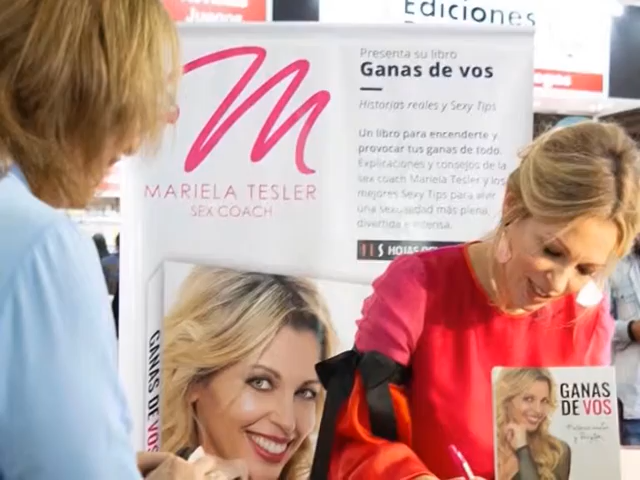 Juegos
Ediciones
M
MARIELA TESLER
SEX COACH
Presenta su libro
Ganas de vos
Historias reales y Sexy Tips
Un libro para encenderte y
provocar tus ganas de todo.
Explicaciones y consejos de la
sex coach Mariela Tesler y los
mejores Sexy Tips para vivir
una sexualidad más plena,
divertida e intensa.
HOJAS
GANAS DE VOS
GANAS
DE VOS